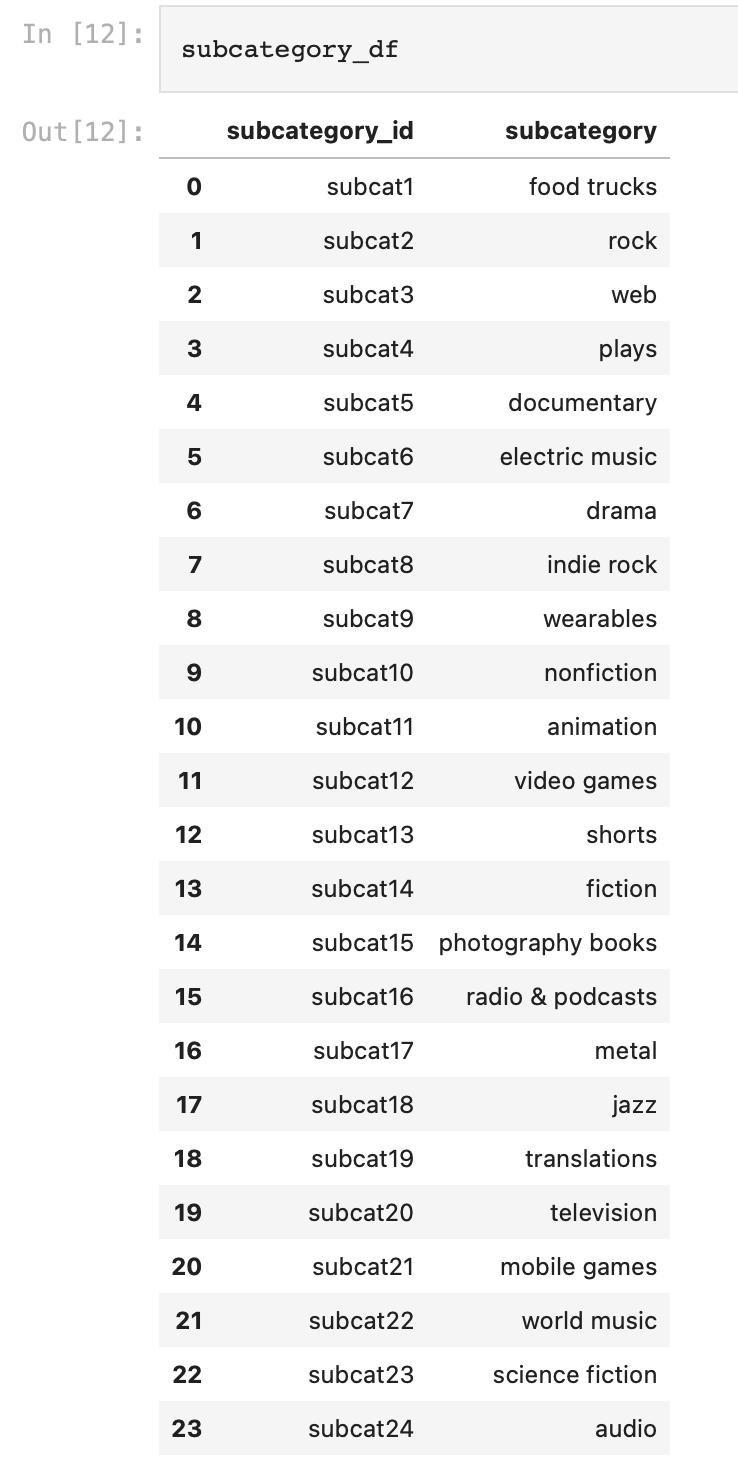 In [12]: subcategory_df
Out[12]: subcategory_id subcategory
0 subcat1 food trucks
1 subcat2 rock
2 subcat3 web
3 subcat4 plays
4 subcat5 documentary
5 subcat6 electric music
6 subcat7 drama
7 subcat8 indie rock
8 subcat9 wearables
9 subcat10 nonfiction
10 subcat11 animation
11 subcat12 video games
12 subcat13 shorts
13 subcat14 fiction
14 subcat15 photography books
15 subcat16 radio & podcasts
16 subcat17 metal
17 subcat18 jazz
18 subcat19 translations
19 subcat20 television
20 subcat21 mobile games
21 subcat22 world music
22 subcat23 science fiction
23 subcat24 audio